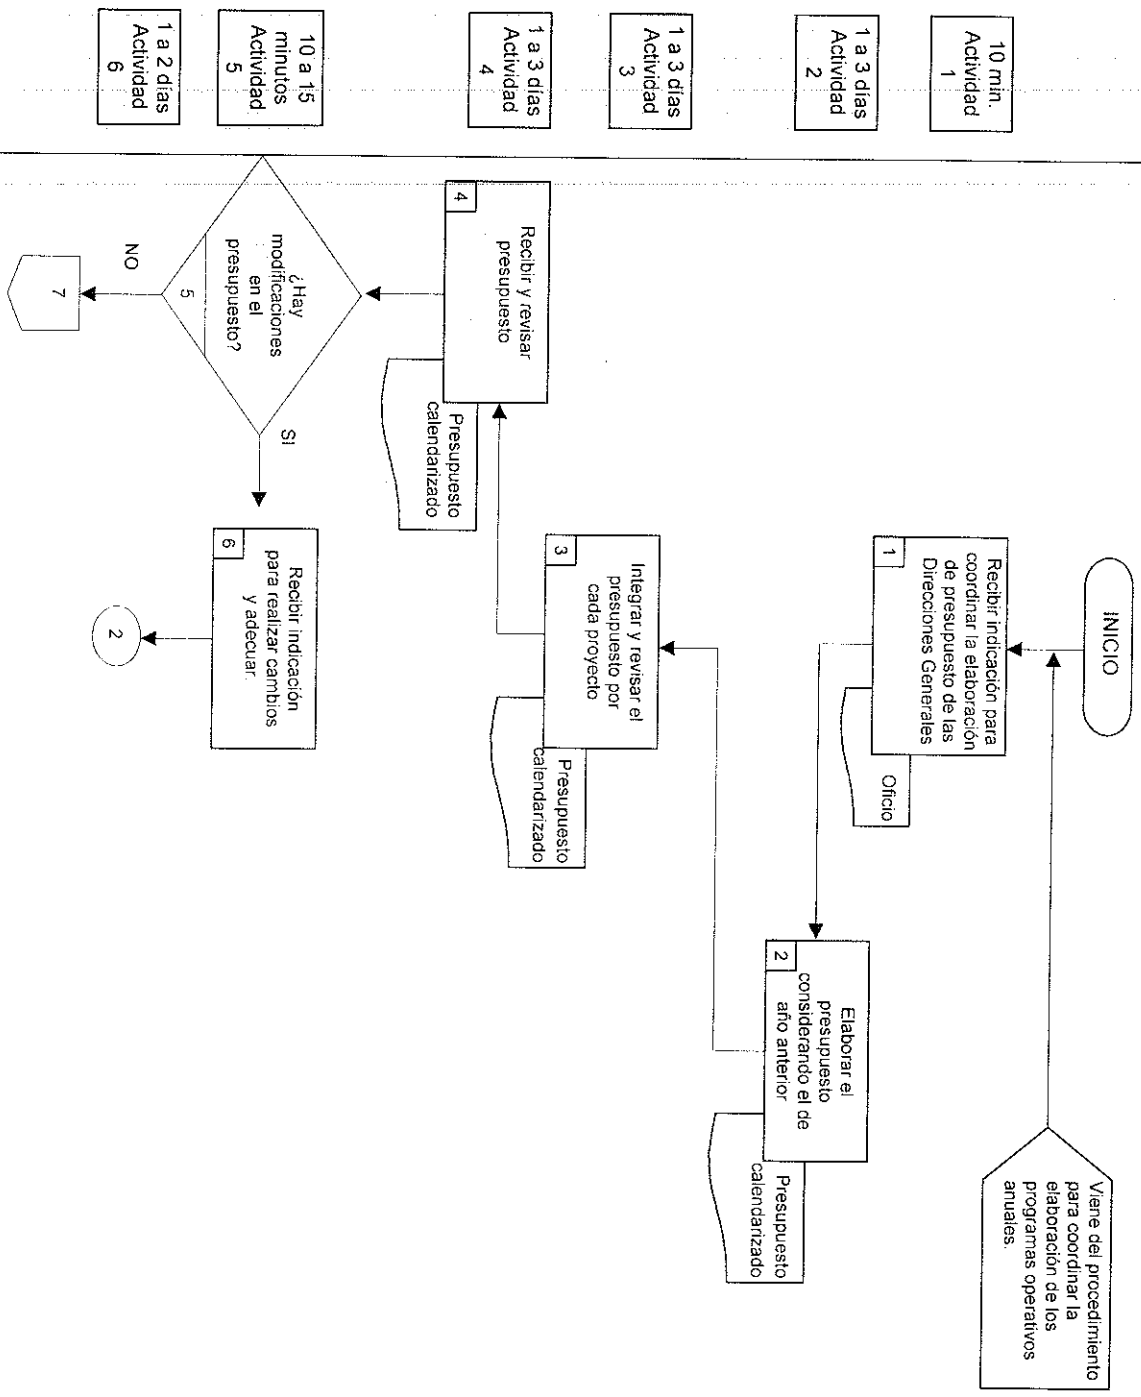 INICIO
Viene del procedimiento
para coordinar la
elaboración de los
programas operativos
anuales.
10 min.
Actividad
1
Recibir indicación para
coordinar la elaboración
de presupuesto de las
Direcciones Generales
1
Oficio
1 a 3 días
Actividad
2
Elaborar el
presupuesto
considerando el de
año anterior
2
Presupuesto
calendarizado
1 a 3 días
Actividad
3
Integrar y revisar el
presupuesto por
cada proyecto
3
Presupuesto
calendarizado
1 a 3 días
Actividad
4
Recibir y revisar
presupuesto
4
Presupuesto
calendarizado
10 a 15
minutos
Actividad
5
¿Hay
modificaciones
en el
presupuesto?
5
SI
NO
1 a 2 días
Actividad
6
Recibir indicación
para realizar cambios
y adecuar.
6
7
2